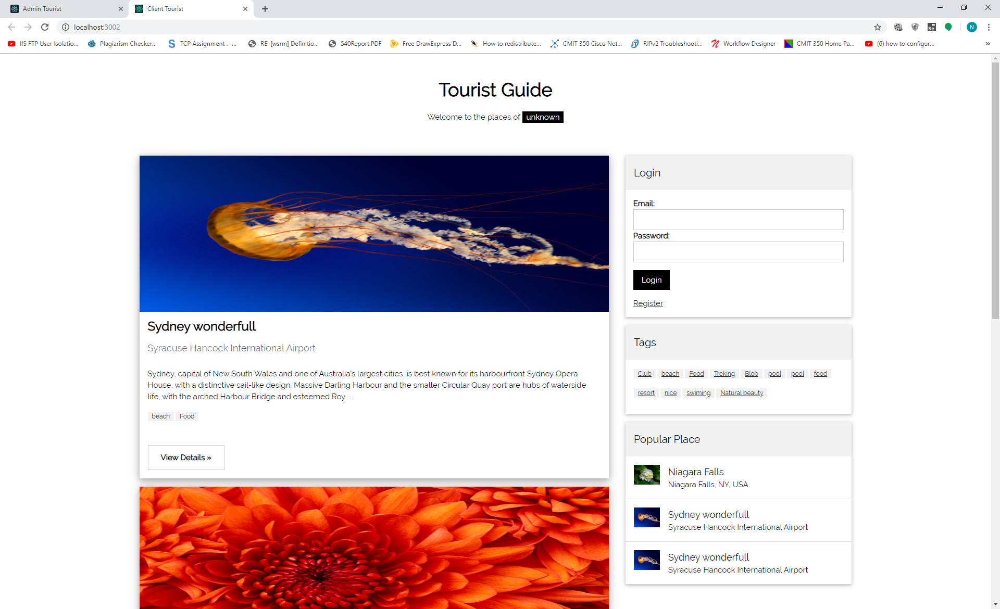 Admin Tourist
Client Tourist
localhost:3002
IIS FTP User Isolatio...
Plagiarism Checker...
TCP Assignment . -...
RE: [wsrm] Definitio...
540Report.PDF
Free DrawExpress D...
How to redistribute...
CMIT 350 Cisco Net...
RIPv2 Troubleshooti...
Workflow Designer
CMIT 350 Home Pa...
(6) how to configur...
»
N
Se
Tourist Guide
Welcome to the places of unknown
Sydney wonderfull
Syracuse Hancock International Airport
Sydney, capital of New South Wales and one of Australia's largest cities, is best known for its harbourfront Sydney Opera
House, with a distinctive sail-like design. Massive Darling Harbour and the smaller Circular Quay port are hubs of waterside
life, with the arched Harbour Bridge and esteemed Roy ....
beach Food
View Details »
Login
Email:
Password:
Login
Register
Tags
Club beach Food Treking Blob pool pool food
resort nice swiming Natural beauty
Popular Place
Niagara Falls
Niagara Falls, NY, USA
Sydney wonderfull
Syracuse Hancock International Airport
Sydney wonderfull
Syracuse Hancock International Airport